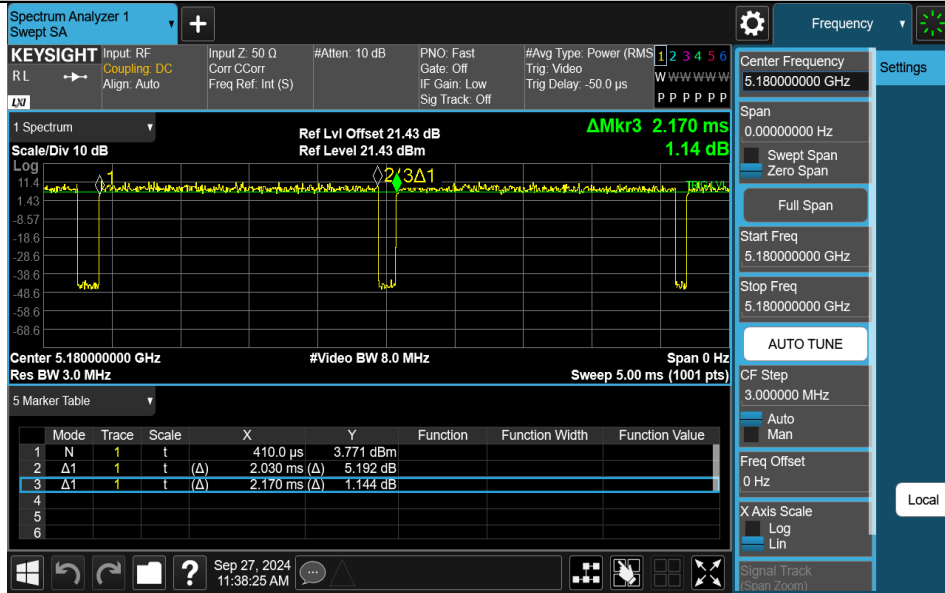 Spectrum Analyzer 1
Swept SA
Frequency
KEYSIGHT
R L
LXI
Input: RF
Coupling: DC
Align: Auto
Input Z: 50 Ω
Corr CCorr
Freq Ref: Int (S)
#Atten: 10 dB
PNO: Fast
Gate: Off
IF Gain: Low
Sig Track: Off
#Avg Type: Power (RMS
Trig: Video
Trig Delay: -50.0 µs
1 2 3 4 5 6
W W W W W W
P P P P P P
1 Spectrum
Scale/Div 10 dB
Ref Lvl Offset 21.43 dB
Ref Level 21.43 dBm
ΔMkr3 2.170 ms
1.14 dB
Log
1
2/3Δ1
TRIG LVL
11.4
1.43
-8.57
-18.6
-28.6
-38.6
-48.6
-58.6
-68.6
Center 5.180000000 GHz
#Video BW 8.0 MHz
Span 0 Hz
Res BW 3.0 MHz
Sweep 5.00 ms (1001 pts)
5 Marker Table
Mode Trace Scale X Y Function Function Width Function Value
1 N 1 t 410.0 µs 3.771 dBm
2 Δ1 1 t (Δ) 2.030 ms (Δ) 5.192 dB
3 Δ1 1 t (Δ) 2.170 ms (Δ) 1.144 dB
4
5
6
Sep 27, 2024
11:38:25 AM
Center Frequency
5.180000000 GHz
Span
0.00000000 Hz
Swept Span
Zero Span
Full Span
Start Freq
5.180000000 GHz
Stop Freq
5.180000000 GHz
AUTO TUNE
CF Step
3.000000 MHz
Auto
Man
Freq Offset
0 Hz
X Axis Scale
Log
Lin
Signal Track
(Span Zoom)
Settings
Local